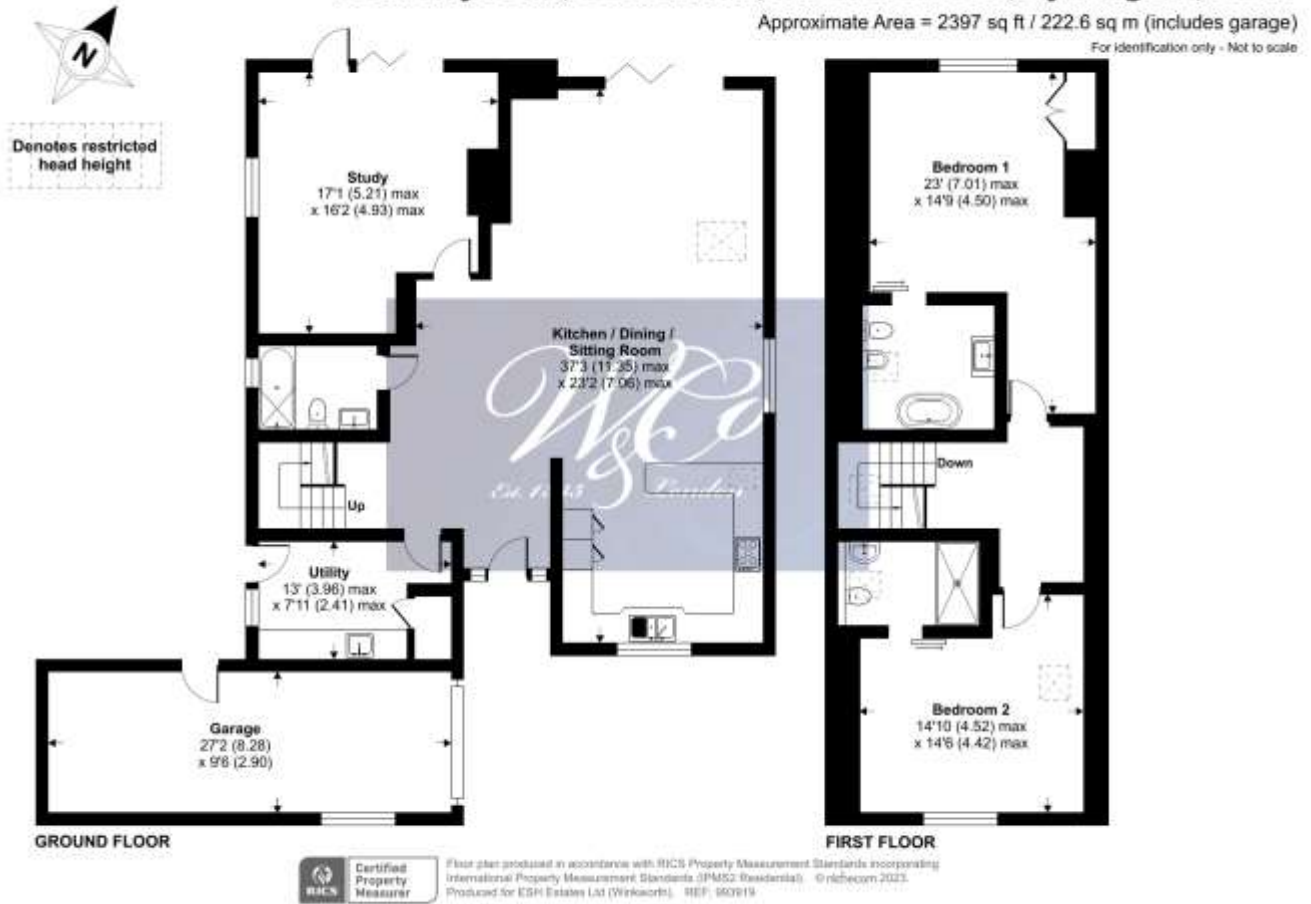 Approximate Area = 2397 sq ft / 222.6 sq m (includes garage)
For identification only - Not to scale
N
Denotes restricted
head height
Study
17'1 (5.21) max
x 16'2 (4.93) max
Kitchen / Dining /
Sitting Room
37'3 (11.35) max
x 23'2 (7.06) max
W&Co
Est. London
Up
Utility
13' (3.96) max
x 7'11 (2.41) max
Garage
27'2 (8.28)
x 9'6 (2.90)
GROUND FLOOR
Bedroom 1
23' (7.01) max
x 14'9 (4.50) max
Down
Bedroom 2
14'10 (4.52) max
x 14'6 (4.42) max
FIRST FLOOR
RICS
Certified
Property
Measurer
Floor plan produced in accordance with RICS Property Measurement Standards incorporating
International Property Measurement Standards (IPMS2 Residential). © nichecom 2023.
Produced for ESH Estates Ltd (Winkworth). REF: 993919